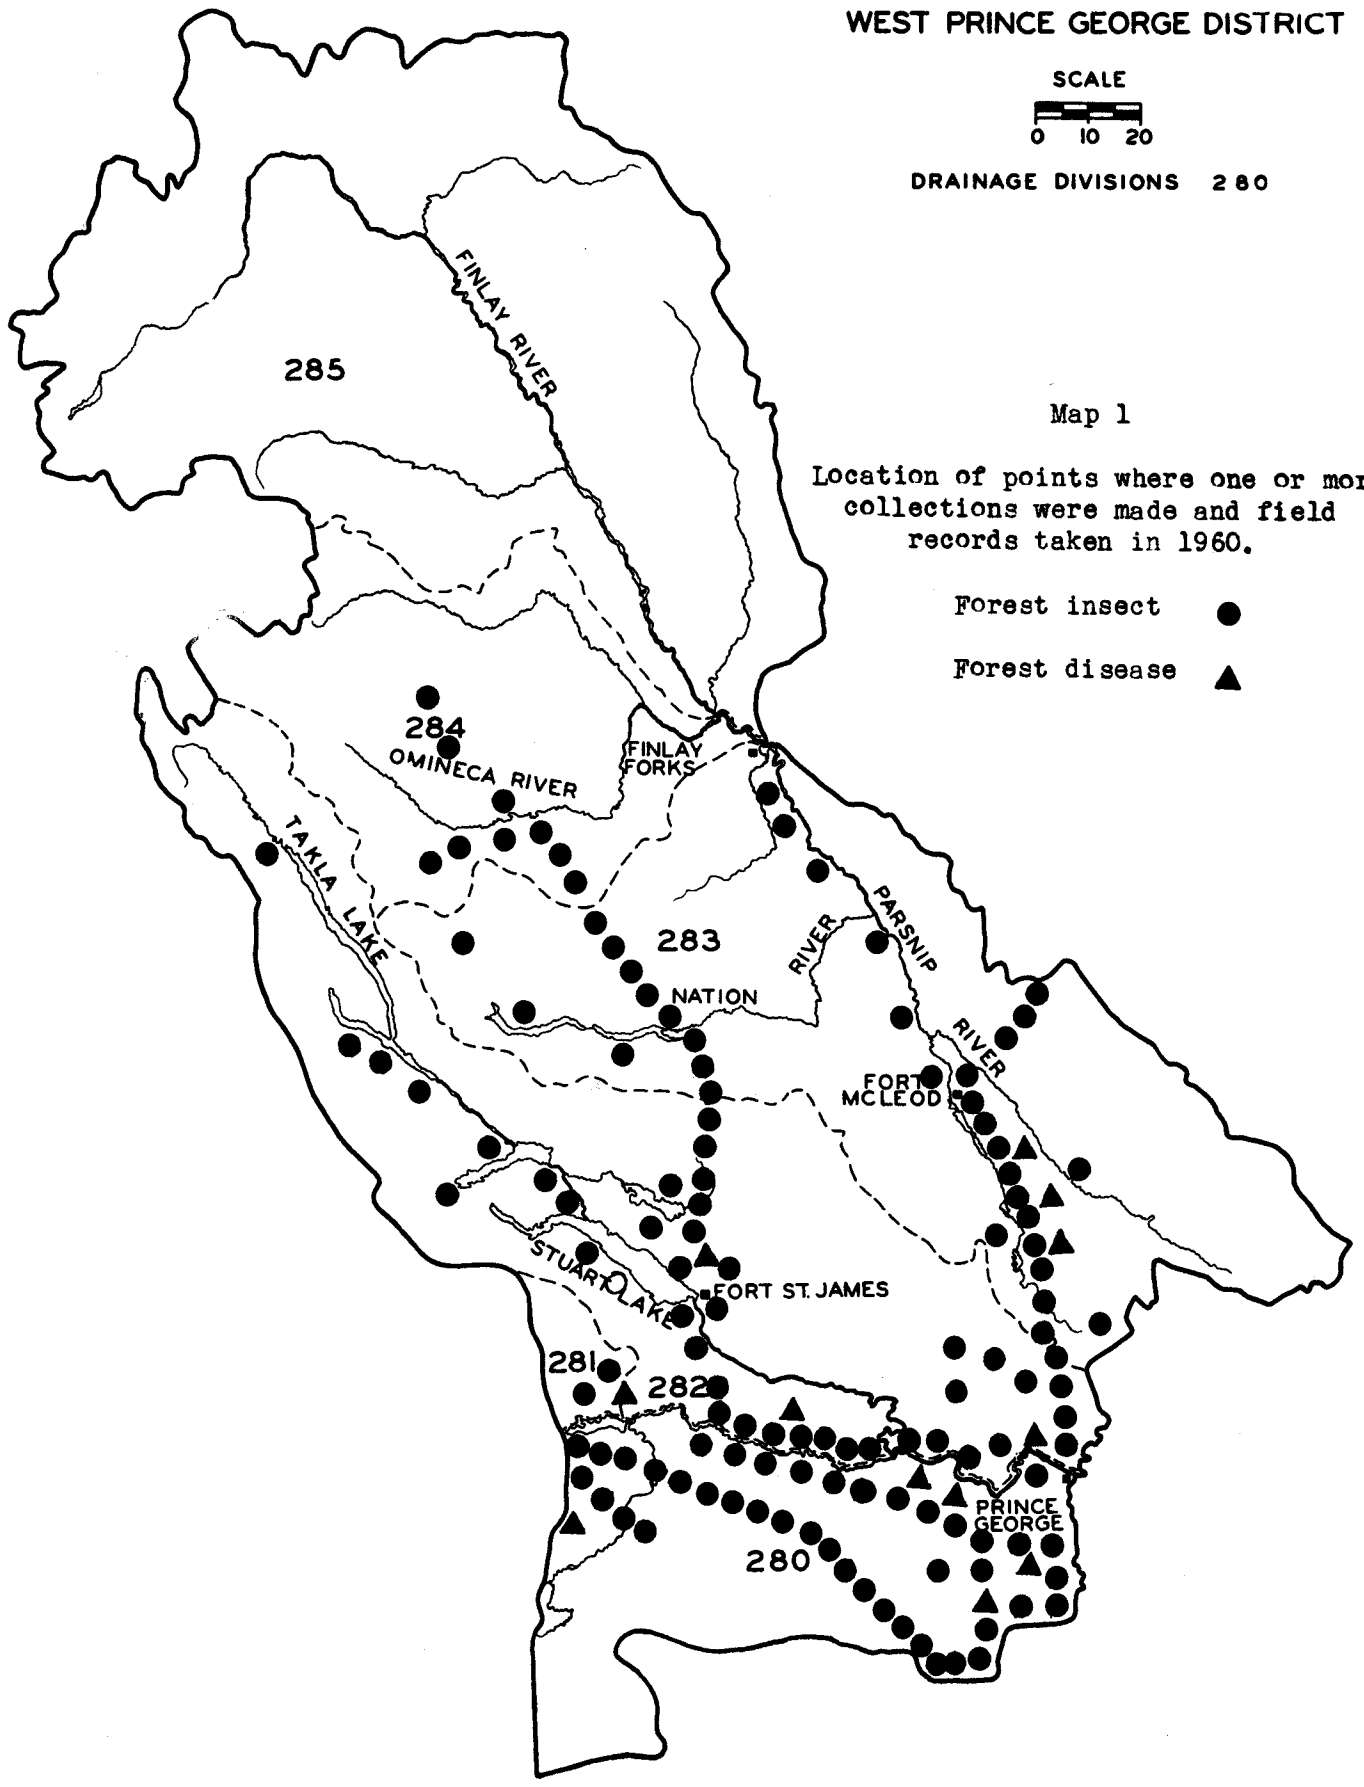 WEST PRINCE GEORGE DISTRICT
SCALE
0 10 20
DRAINAGE DIVISIONS 280
FINLAY RIVER
285
Map 1
Location of points where one or mor
collections were made and field
records taken in 1960.
Forest insect
Forest disease
284
OMINECA RIVER
FINLAY
FORKS
TAKLA LAKE
PARSNIP
RIVER
283
RIVER
NATION
FORT
MCLEOD
STUART LAKE
FORT ST. JAMES
281
282
PRINCE
GEORGE
280